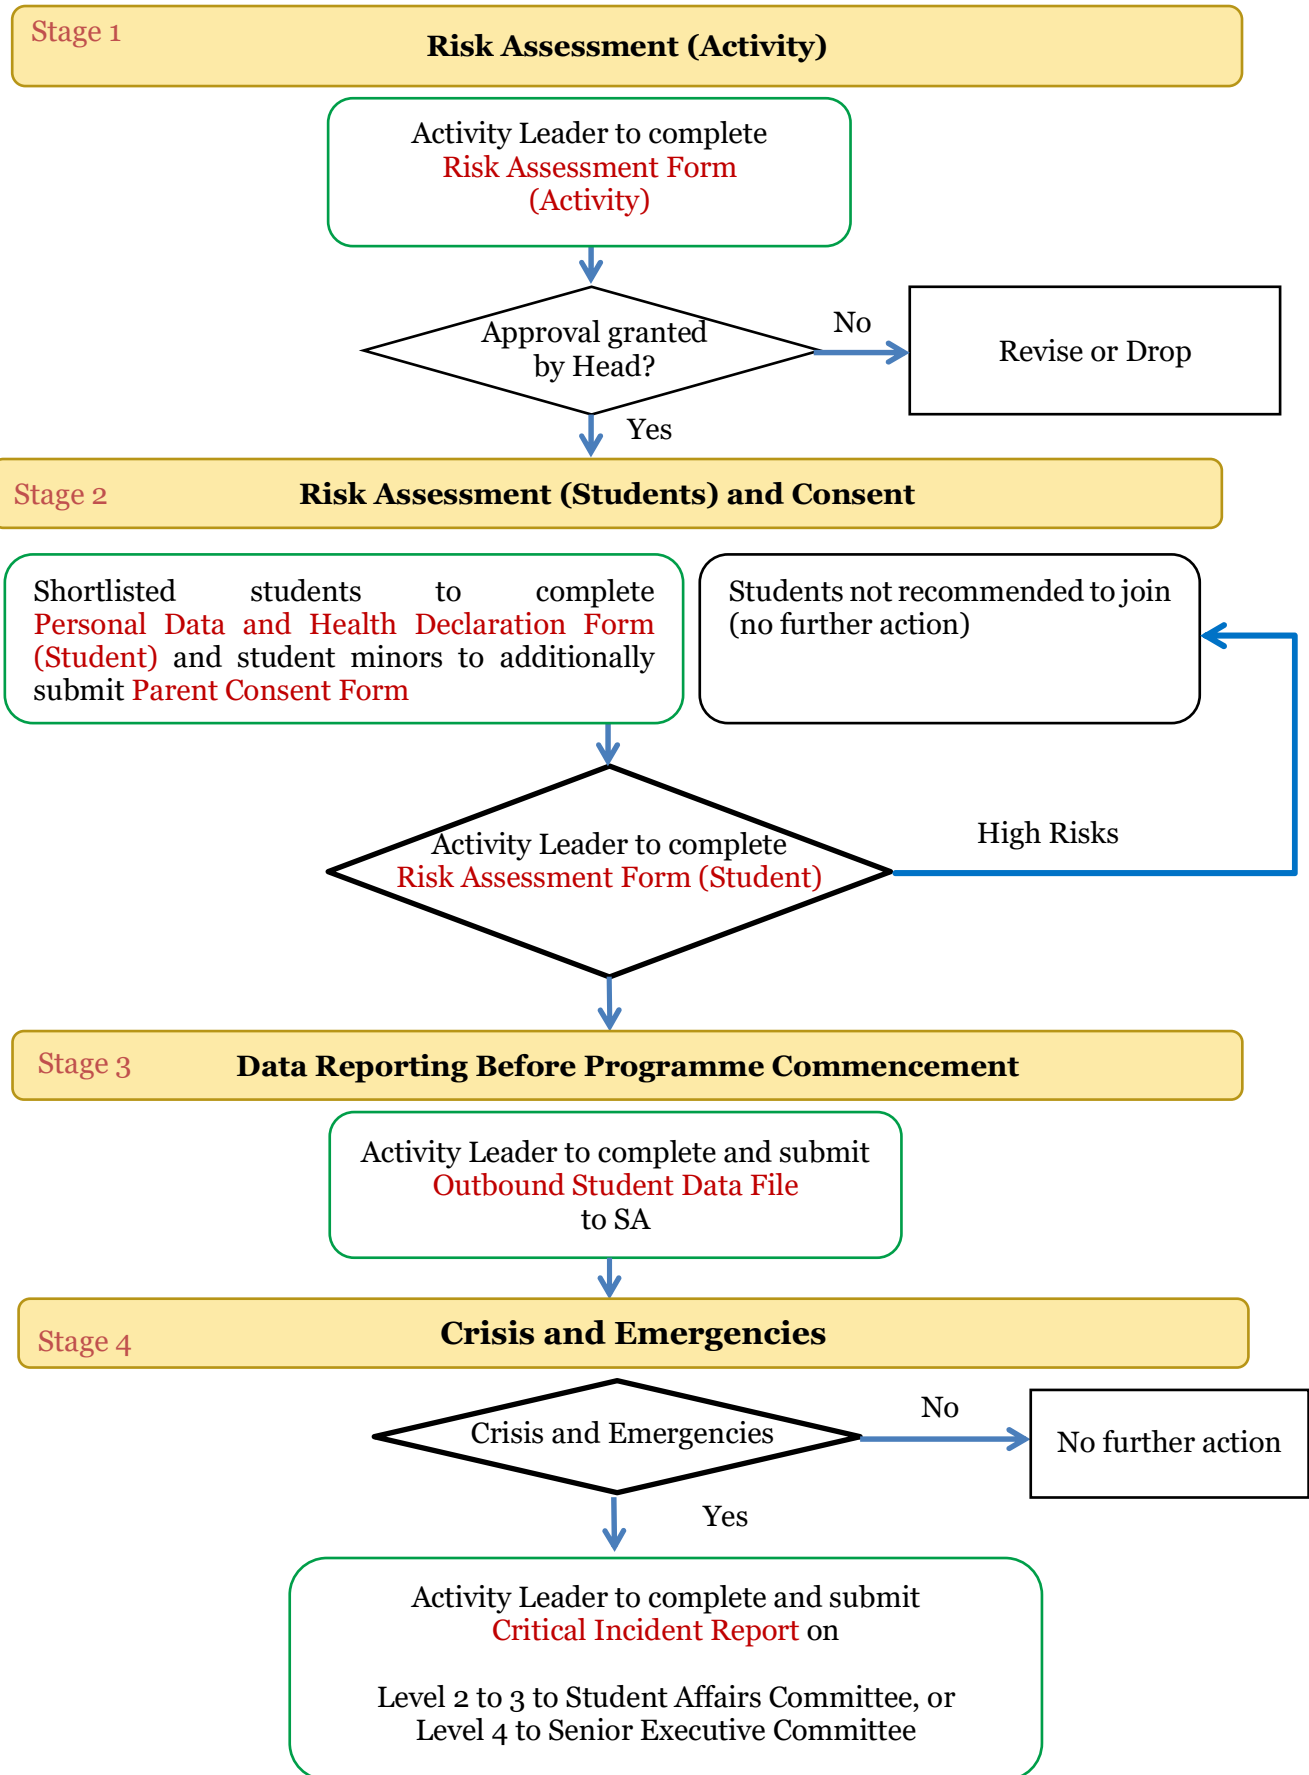 Stage 1
Risk Assessment (Activity)
Activity Leader to complete
Risk Assessment Form
(Activity)
Approval granted
by Head?
No
Revise or Drop
Yes
Stage 2
Risk Assessment (Students) and Consent
Shortlisted students to complete
Personal Data and Health Declaration Form
(Student) and student minors to additionally
submit Parent Consent Form
Students not recommended to join
(no further action)
Activity Leader to complete
Risk Assessment Form (Student)
High Risks
Stage 3
Data Reporting Before Programme Commencement
Activity Leader to complete and submit
Outbound Student Data File
to SA
Stage 4
Crisis and Emergencies
Crisis and Emergencies
No
No further action
Yes
Activity Leader to complete and submit
Critical Incident Report on
Level 2 to 3 to Student Affairs Committee, or
Level 4 to Senior Executive Committee